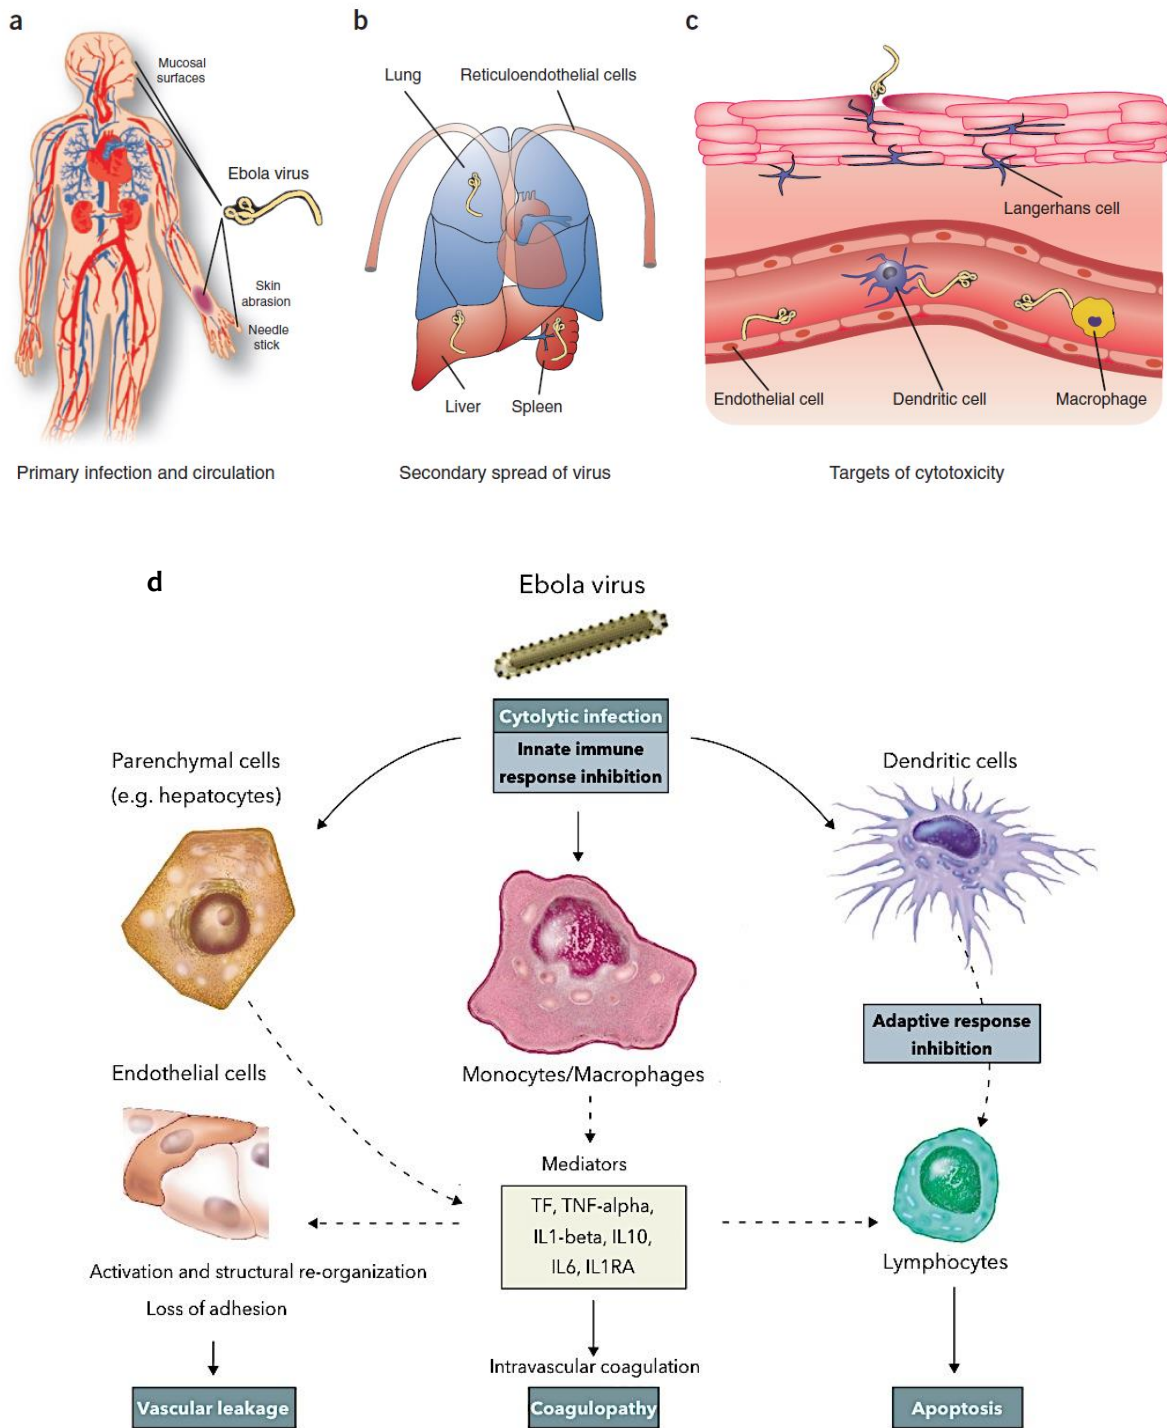 a
Mucosal
surfaces
Ebola virus
Skin
abrasion
Needle
stick
Primary infection and circulation
b
Lung
Reticuloendothelial cells
Liver
Spleen
Secondary spread of virus
c
Langerhans cell
Endothelial cell
Dendritic cell
Macrophage
Targets of cytotoxicity
d
Ebola virus
Cytolytic infection
Innate immune
response inhibition
Parenchymal cells
(e.g. hepatocytes)
Dendritic cells
Adaptive response
inhibition
Endothelial cells
Monocytes/Macrophages
Mediators
TF, TNF-alpha,
IL1-beta, IL10,
IL6, IL1RA
Lymphocytes
Activation and structural re-organization
Loss of adhesion
Intravascular coagulation
Vascular leakage
Coagulopathy
Apoptosis